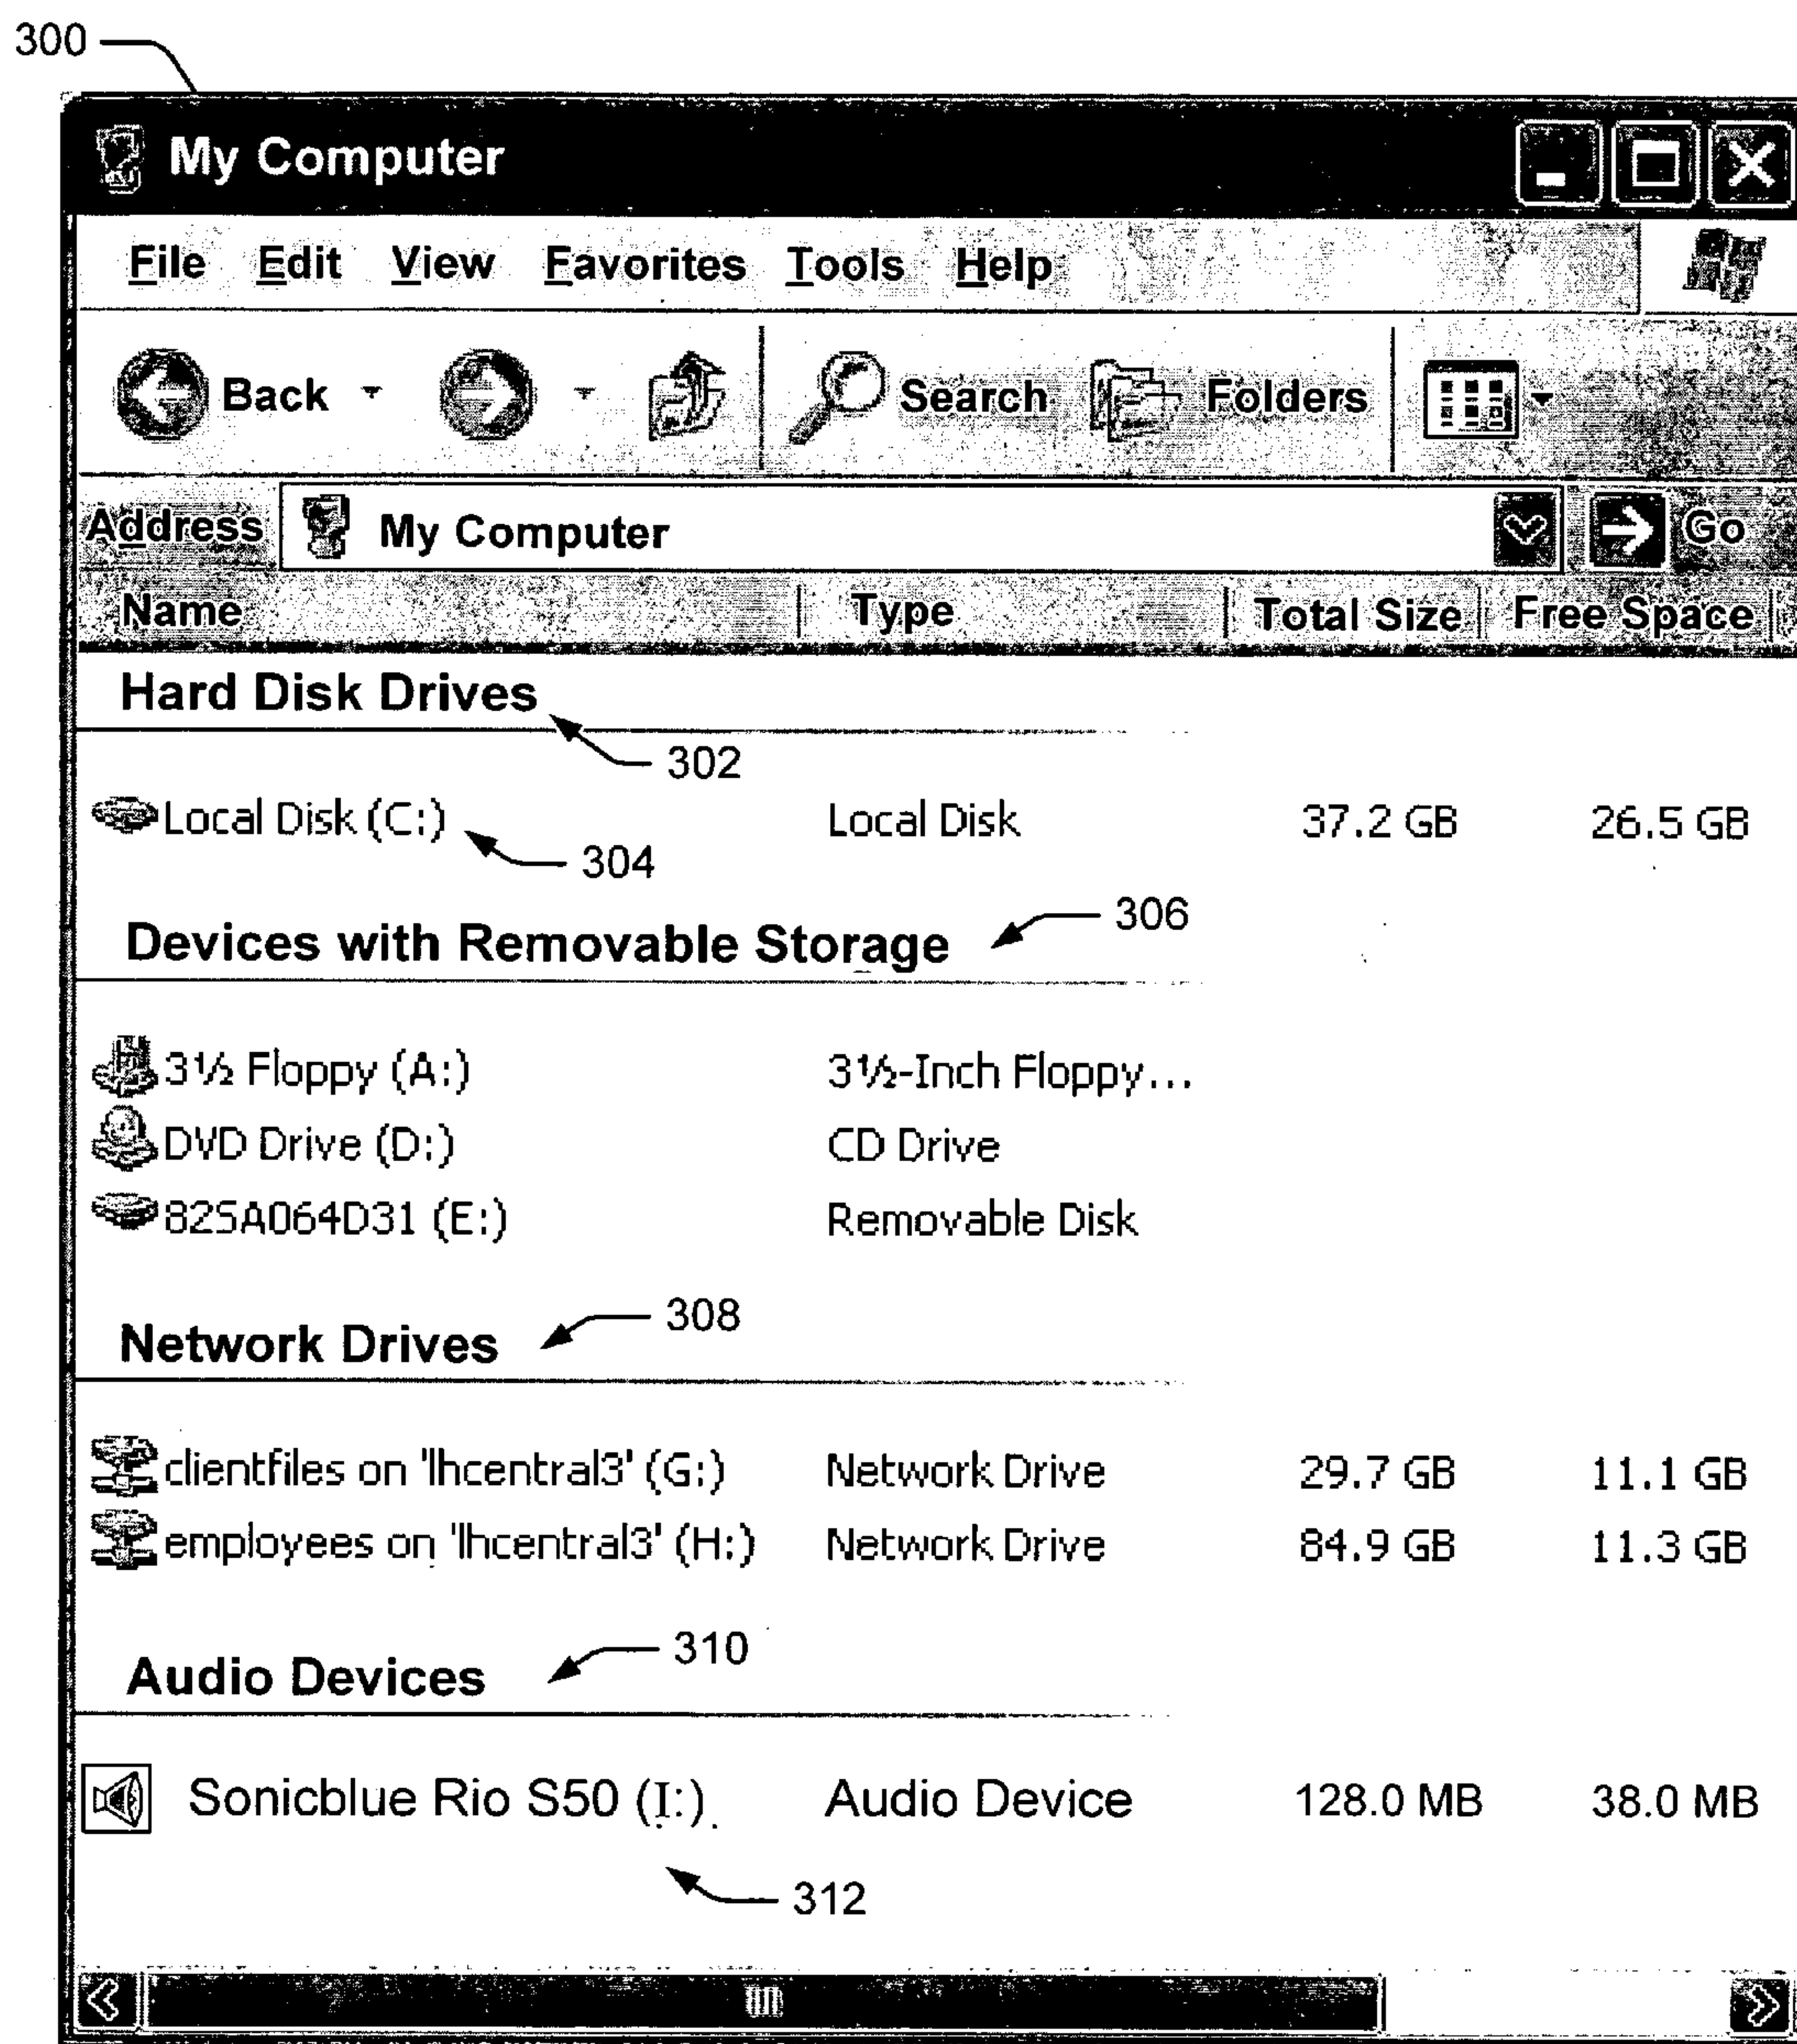 300
My Computer
File Edit View Favorites Tools Help
Back Search Folders
Address My Computer Go
Name Type Total Size Free Space
Hard Disk Drives
302
Local Disk (C:) Local Disk 37.2 GB 26.5 GB
304
306
Devices with Removable Storage
3½ Floppy (A:) 3½-Inch Floppy...
DVD Drive (D:) CD Drive
825A064D31 (E:) Removable Disk
308
Network Drives
clientfiles on 'lhcentral3' (G:) Network Drive 29.7 GB 11.1 GB
employees on 'lhcentral3' (H:) Network Drive 84.9 GB 11.3 GB
310
Audio Devices
Sonicblue Rio S50 (I:) Audio Device 128.0 MB 38.0 MB
312